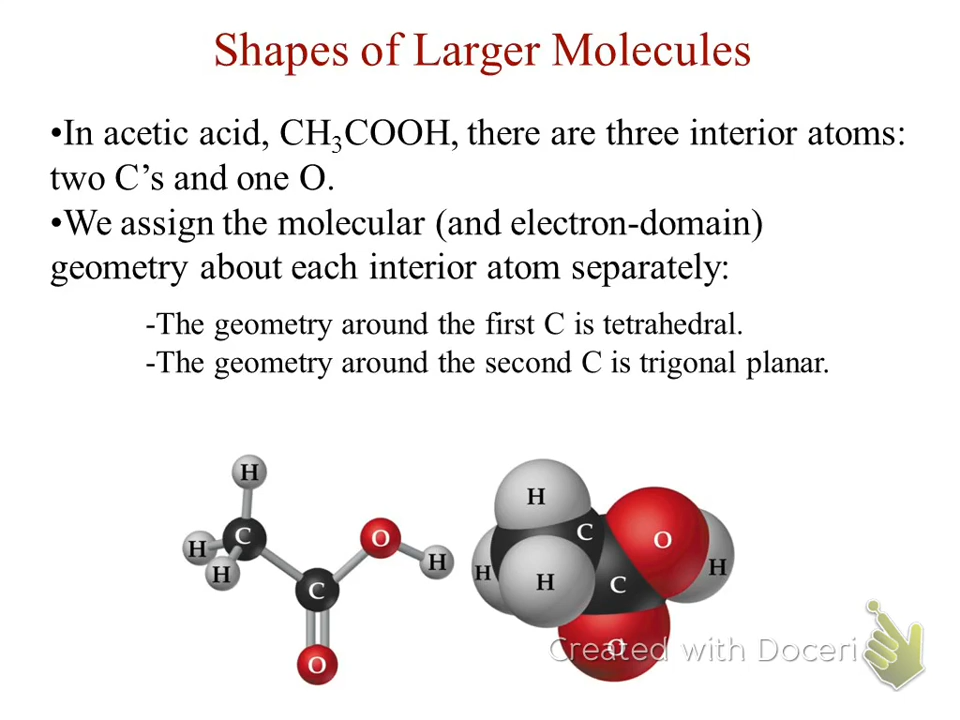 Shapes of Larger Molecules
•In acetic acid, CH₃COOH, there are three interior atoms:
two C’s and one O.
•We assign the molecular (and electron-domain)
geometry about each interior atom separately:
-The geometry around the first C is tetrahedral.
-The geometry around the second C is trigonal planar.
H
C
H
H
C
O
H
O
H
C
O
H
H
C
H
O
Created with Doceri